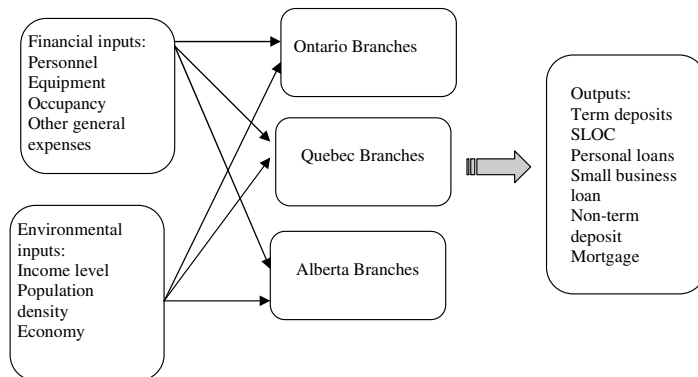 Financial inputs:
Personnel
Equipment
Occupancy
Other general
expenses
Environmental
inputs:
Income level
Population
density
Economy
Ontario Branches
Quebec Branches
Alberta Branches
Outputs:
Term deposits
SLOC
Personal loans
Small business
loan
Non-term
deposit
Mortgage